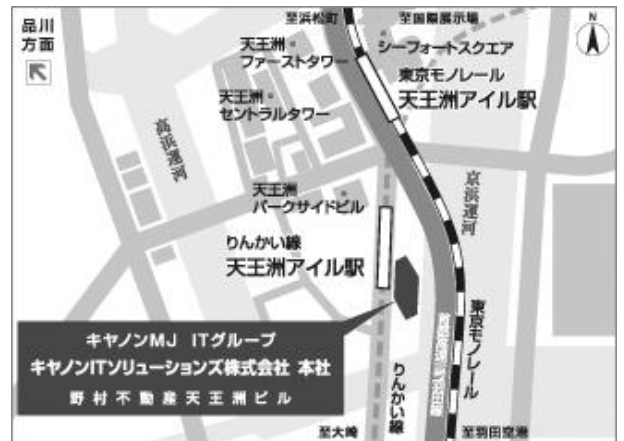 至浜松町
至国際展示場
N
品川
方面
天王洲
ファーストタワー
シーフォートスクエア
東京モノレール
天王洲アイル駅
天王洲
セントラルタワー
高浜運河
京浜運河
天王洲
パークサイドビル
りんかい線
天王洲アイル駅
東京モノレール
キヤノンMJ ITグループ
キヤノンITソリューションズ株式会社 本社
野村不動産天王洲ビル
りんかい線
至大崎
至羽田空港